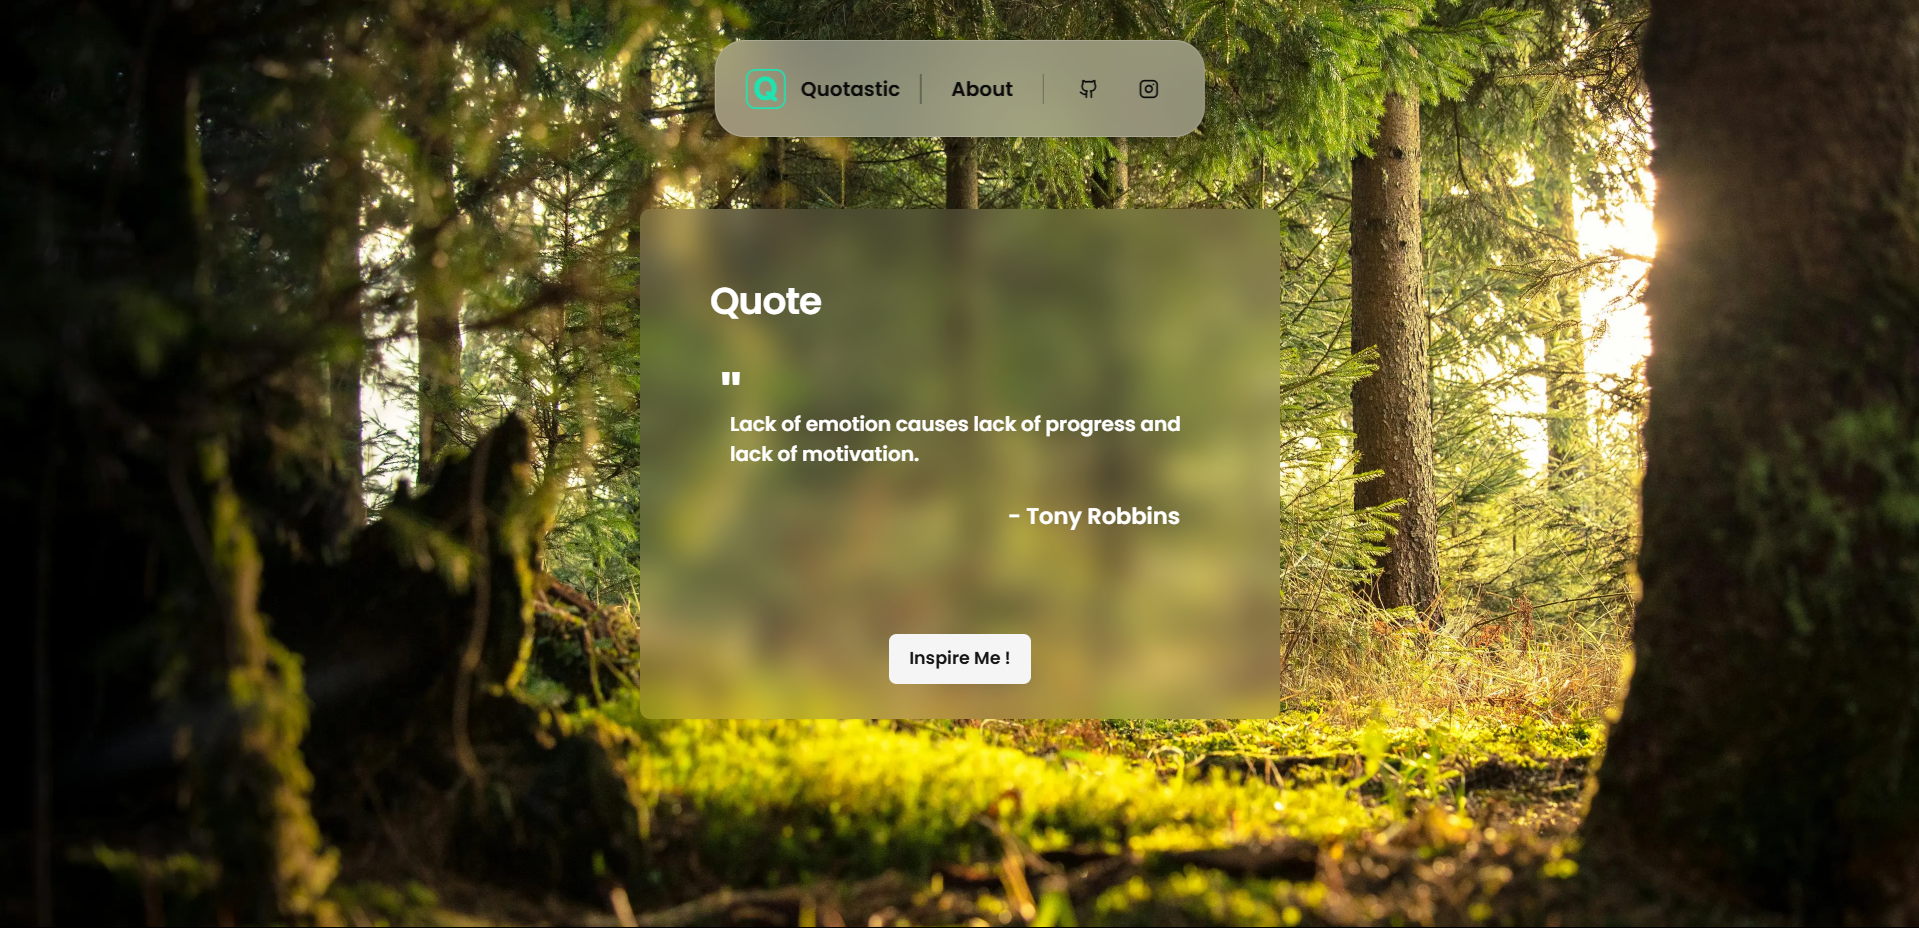 Q Quotastic About
Quote
"
Lack of emotion causes lack of progress and
lack of motivation.
- Tony Robbins
Inspire Me !